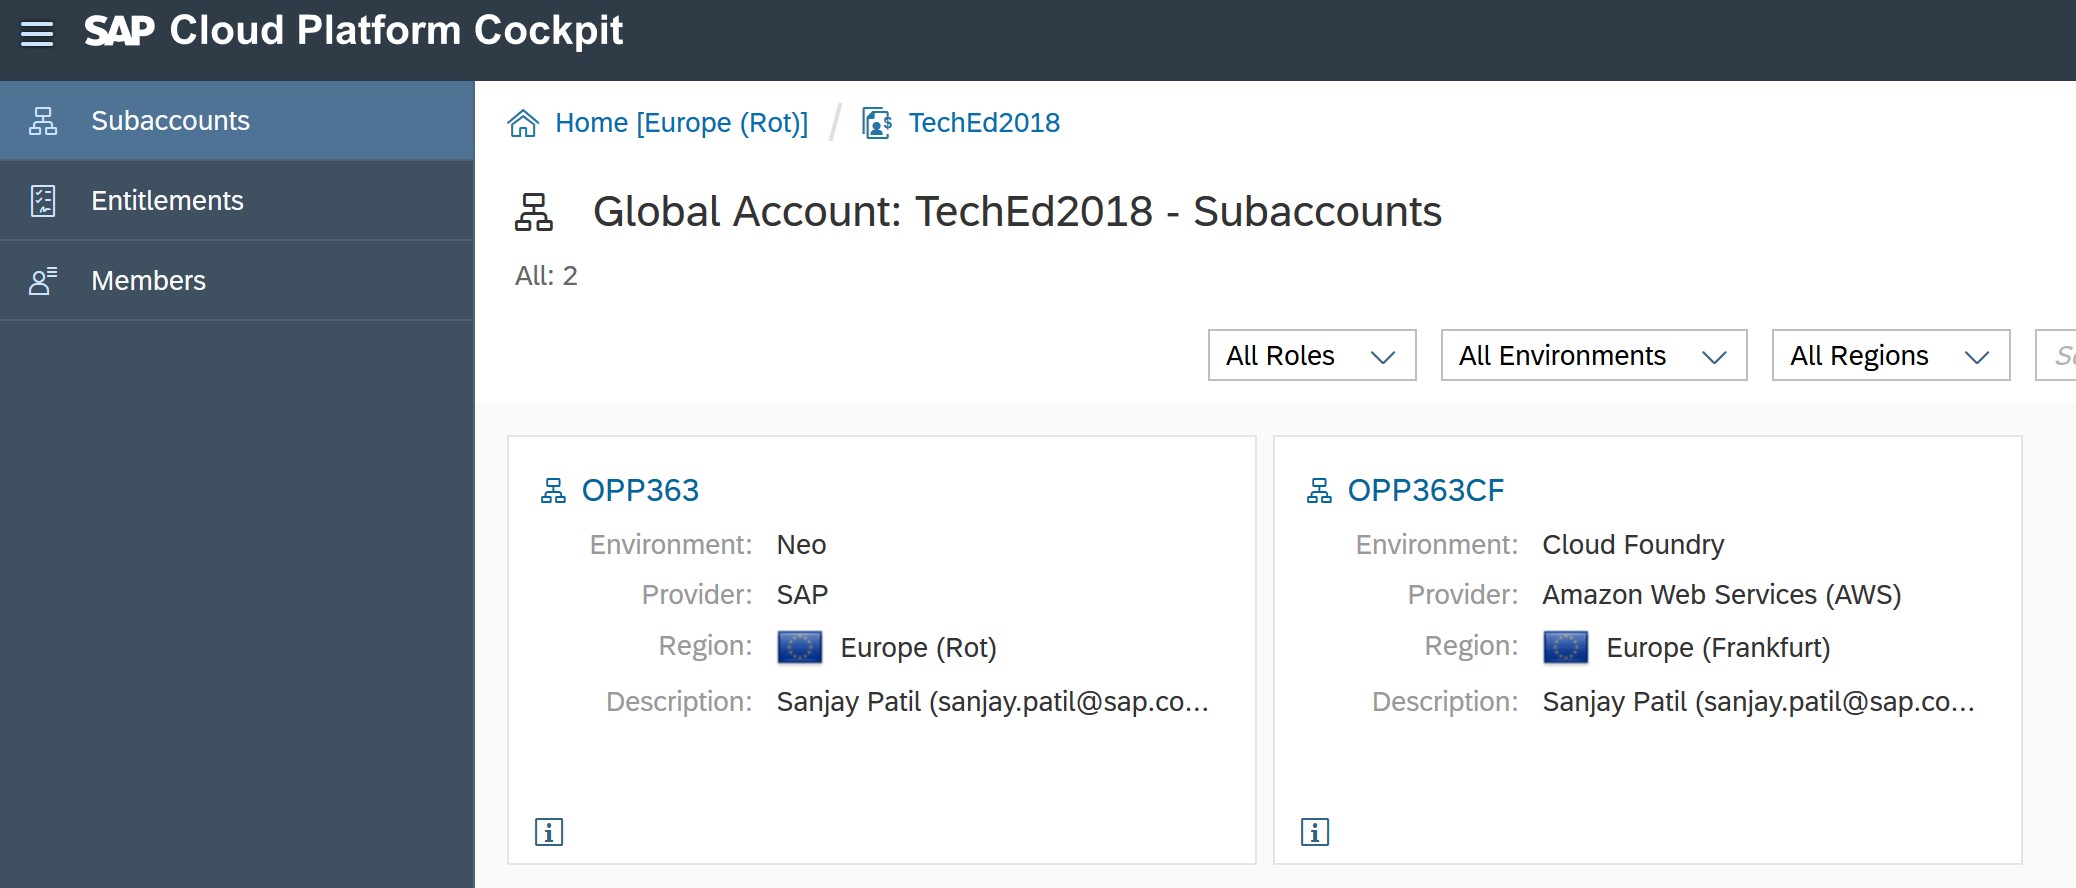 SAP Cloud Platform Cockpit
Subaccounts
Entitlements
Members
Home [Europe (Rot)] / TechEd2018
Global Account: TechEd2018 - Subaccounts
All: 2
All Roles
All Environments
All Regions
OPP363
Environment: Neo
Provider: SAP
Region: Europe (Rot)
Description: Sanjay Patil (sanjay.patil@sap.co...
OPP363CF
Environment: Cloud Foundry
Provider: Amazon Web Services (AWS)
Region: Europe (Frankfurt)
Description: Sanjay Patil (sanjay.patil@sap.co...